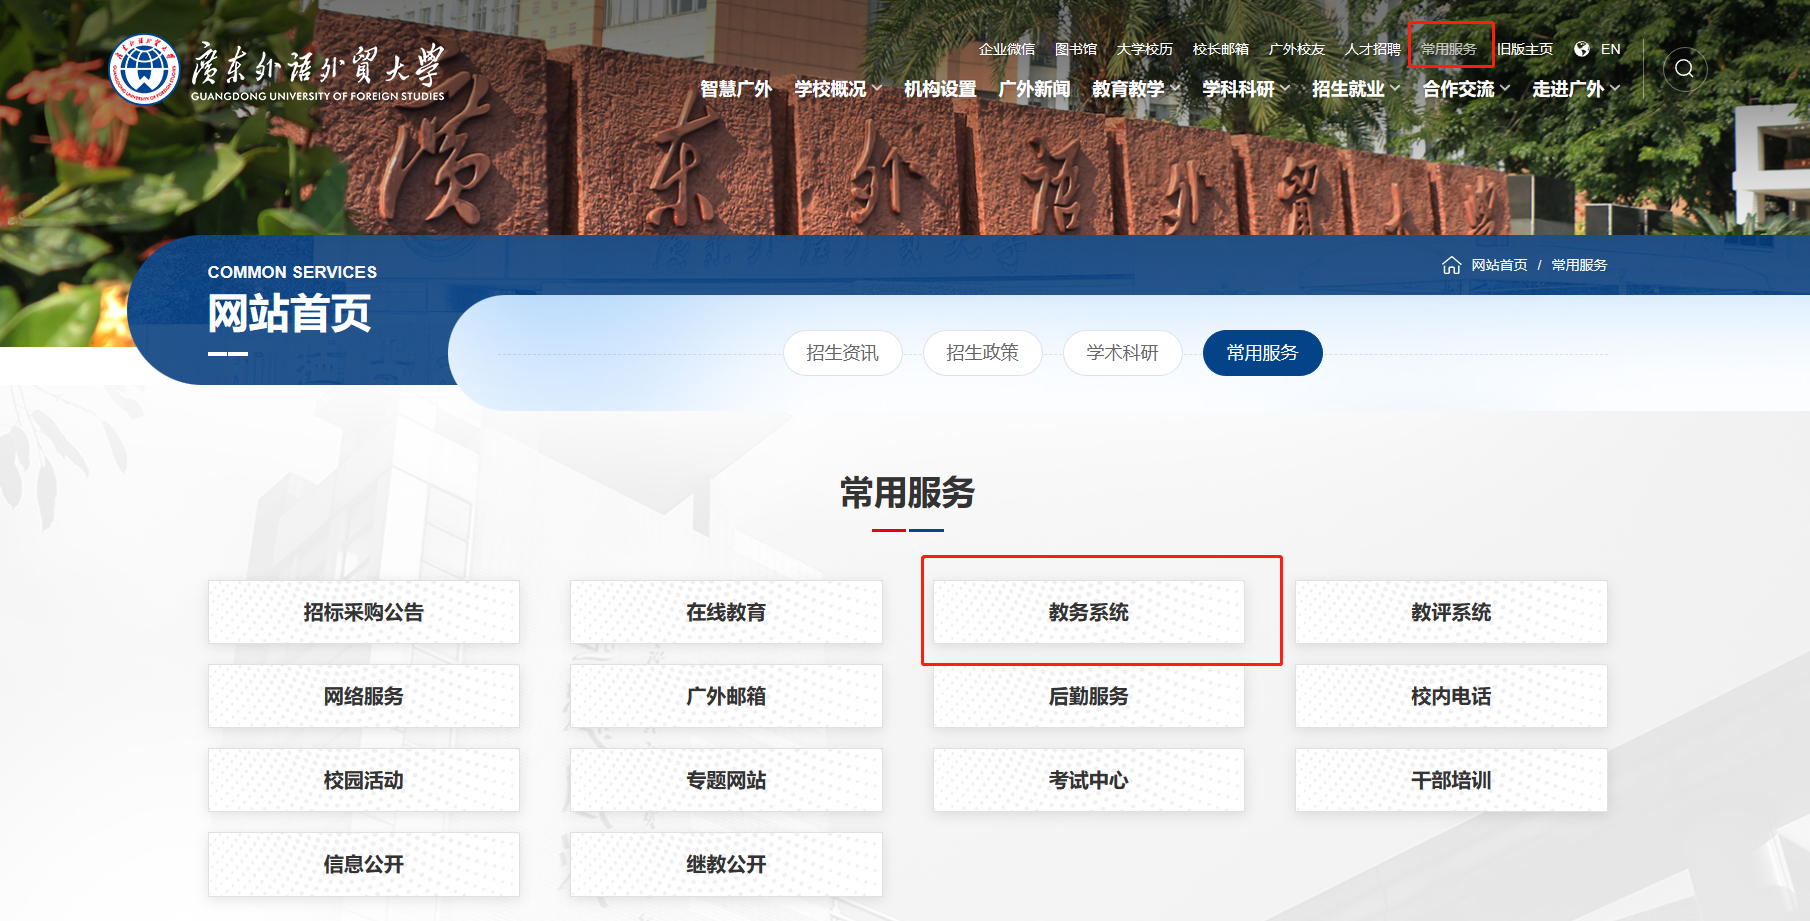 廣東外語外貿大學
GUANGDONG UNIVERSITY OF FOREIGN STUDIES
企业微信 图书馆 大学校历 校长邮箱 广外校友 人才招聘 常用服务 旧版主页 EN
智慧广外 学校概况 机构设置 广外新闻 教育教学 学科科研 招生就业 合作交流 走进广外
廣東外語外貿大學
COMMON SERVICES
网站首页
网站首页 / 常用服务
招生资讯 招生政策 学术科研 常用服务
常用服务
招标采购公告 在线教育 教务系统 教评系统
网络服务 广外邮箱 后勤服务 校内电话
校园活动 专题网站 考试中心 干部培训
信息公开 继教公开